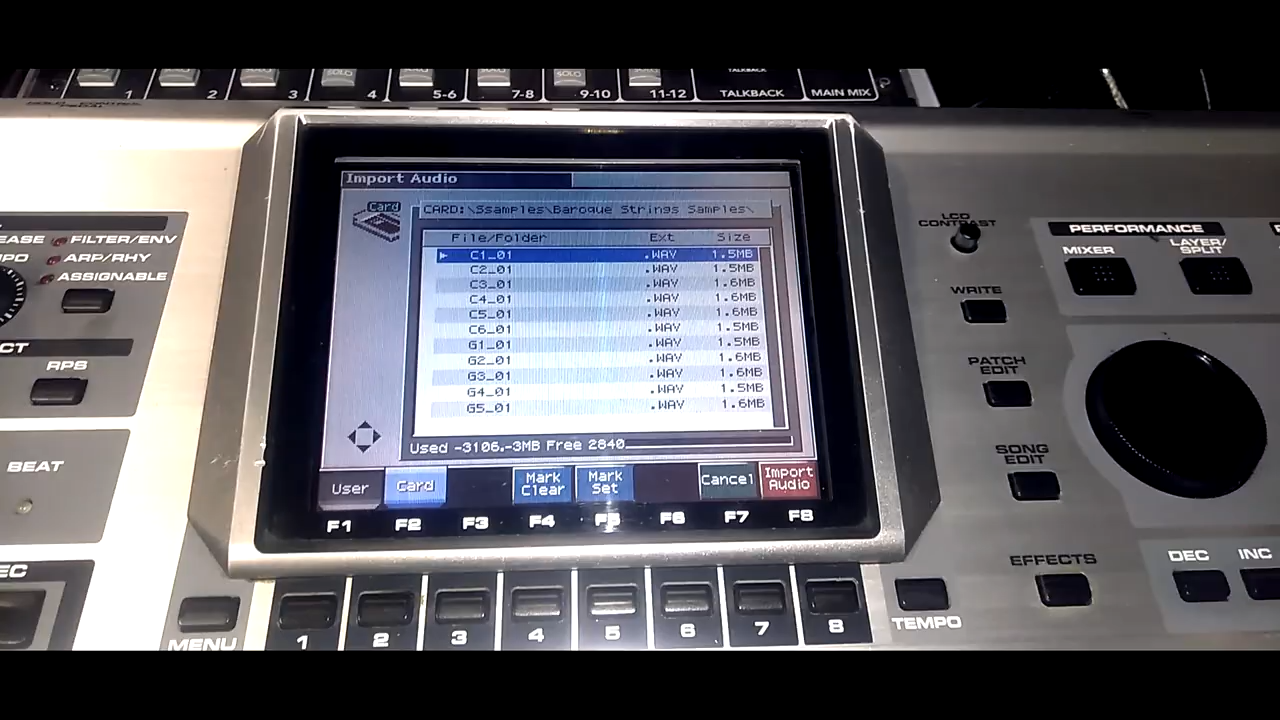 SOLO
SOLO
1 2 3 4 5-6 7-8 9-10 11-12 TALKBACK MAIN MIX
TALKBACK
Import Audio
Card
CARD:\Ssamples\Baroque Strings Samples\
File/Folder Ext Size
C1_01 .WAV 1.5MB
C2_01 .WAV 1.5MB
C3_01 .WAV 1.6MB
C4_01 .WAV 1.6MB
C5_01 .WAV 1.6MB
C6_01 .WAV 1.5MB
G1_01 .WAV 1.5MB
G2_01 .WAV 1.6MB
G3_01 .WAV 1.6MB
G4_01 .WAV 1.5MB
G5_01 .WAV 1.6MB
Used -3106.-3MB Free 2840
User Card Mark Clear Mark Set Cancel Import Audio
F1 F2 F3 F4 F5 F6 F7 F8
1 2 3 4 5 6 7 8
EASE FILTER/ENV
MPO ARP/RHY
ASSIGNABLE
CT
RPS
BEAT
EC
MENU
LCD
CONTRAST
WRITE
PATCH
EDIT
SONG
EDIT
EFFECTS
TEMPO
PERFORMANCE
MIXER
LAYER/
SPLIT
DEC INC